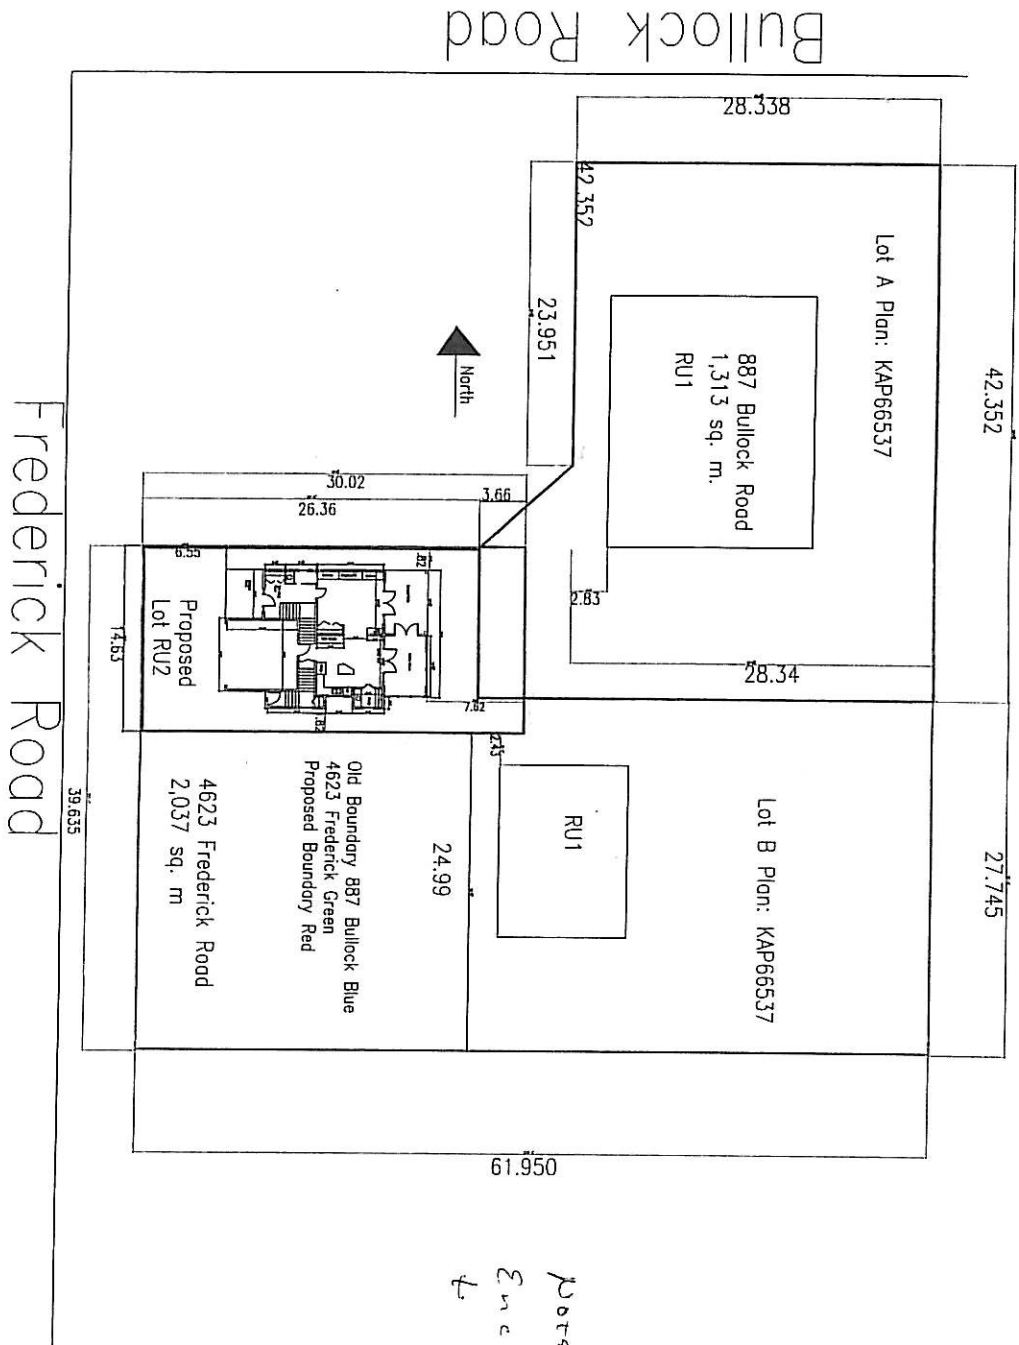 Bullock Road
28.338
42.352
42.352
23.951
Lot A Plan: KAP66537
887 Bullock Road
1,313 sq. m.
RU1
North
30.02
26.36
3.66
6.55
14.63
Proposed
Lot RU2
2.83
28.34
7.62
2.43
Frederick Road
39.635
4623 Frederick Road
2,037 sq. m
Old Boundary 887 Bullock Blue
4623 Frederick Green
Proposed Boundary Red
24.99
RU1
Lot B Plan: KAP66537
27.745
61.950